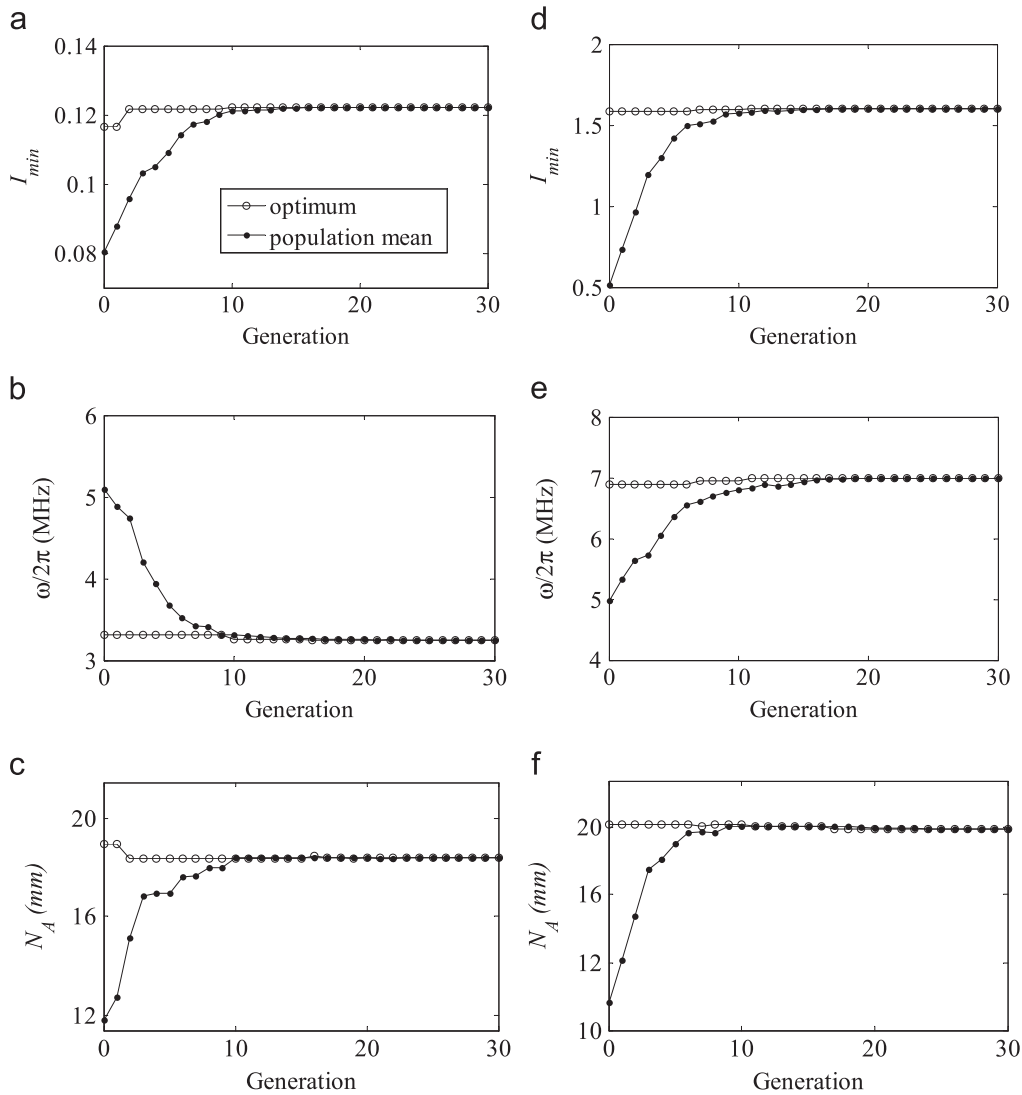 a
0.14
0.12
0.1
0.08
I_min
optimum
population mean
0
10
20
30
Generation
d
2
1.5
1
0.5
I_min
0
10
20
30
Generation
b
6
5
4
3
ω/2π (MHz)
0
10
20
30
Generation
e
8
7
6
5
4
ω/2π (MHz)
0
10
20
30
Generation
c
20
16
12
N_A (mm)
0
10
20
30
Generation
f
20
16
12
10
N_A (mm)
0
10
20
30
Generation